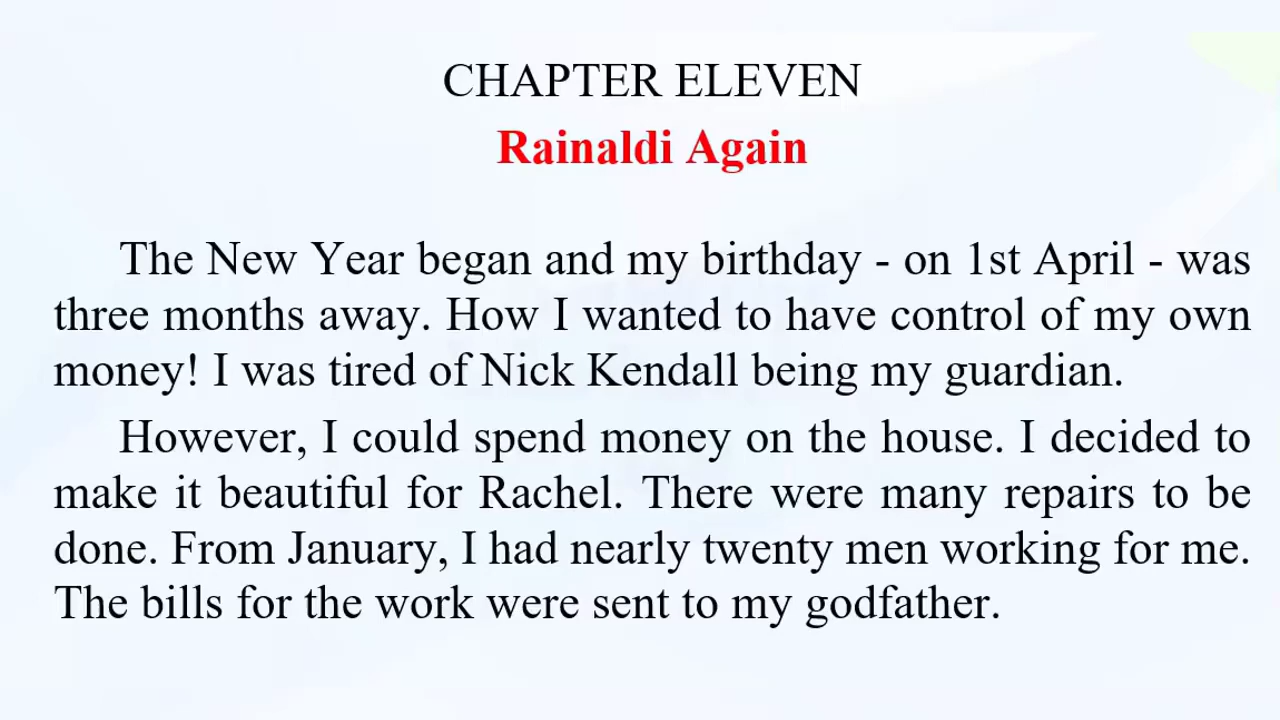 CHAPTER ELEVEN
Rainaldi Again
The New Year began and my birthday - on 1st April - was
three months away. How I wanted to have control of my own
money! I was tired of Nick Kendall being my guardian.
However, I could spend money on the house. I decided to
make it beautiful for Rachel. There were many repairs to be
done. From January, I had nearly twenty men working for me.
The bills for the work were sent to my godfather.